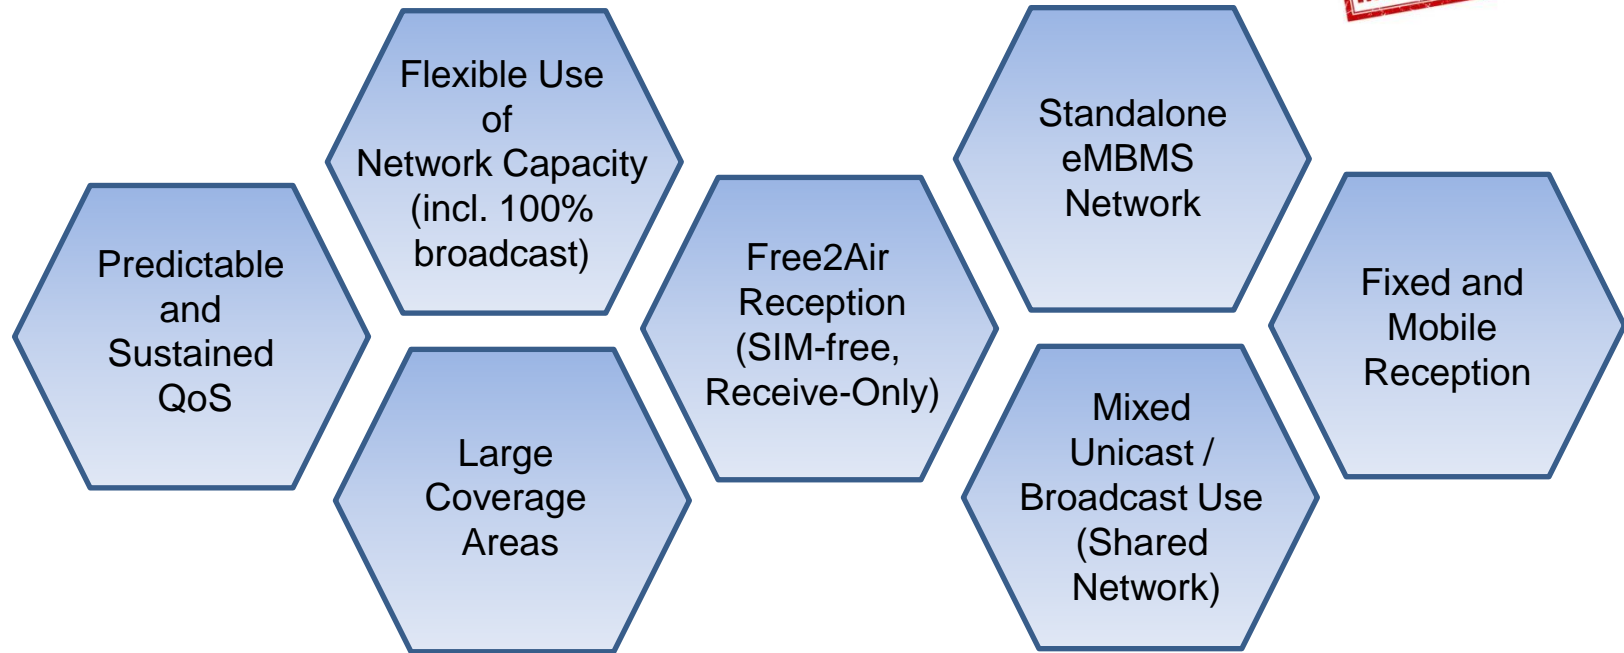 Predictable
and
Sustained
QoS
Flexible Use
of
Network Capacity
(incl. 100%
broadcast)
Large
Coverage
Areas
Free2Air
Reception
(SIM-free,
Receive-Only)
Standalone
eMBMS
Network
Mixed
Unicast /
Broadcast Use
(Shared
Network)
Fixed and
Mobile
Reception